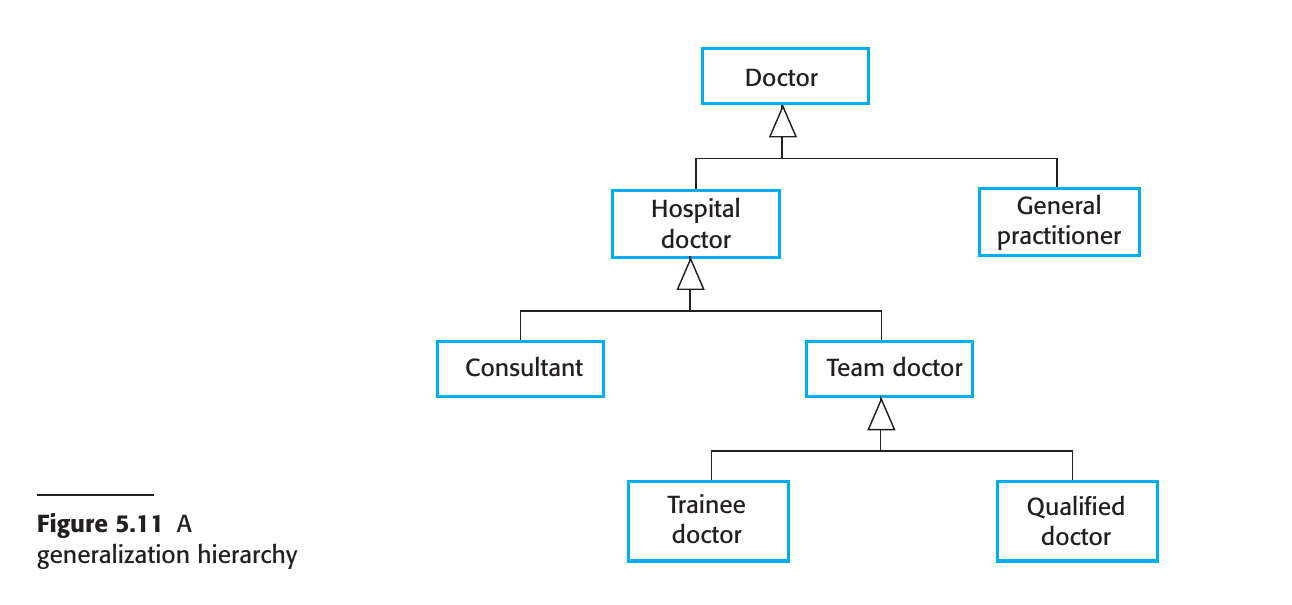 Doctor
Hospital
doctor
General
practitioner
Consultant
Team doctor
Trainee
doctor
Qualified
doctor
Figure 5.11 A
generalization hierarchy